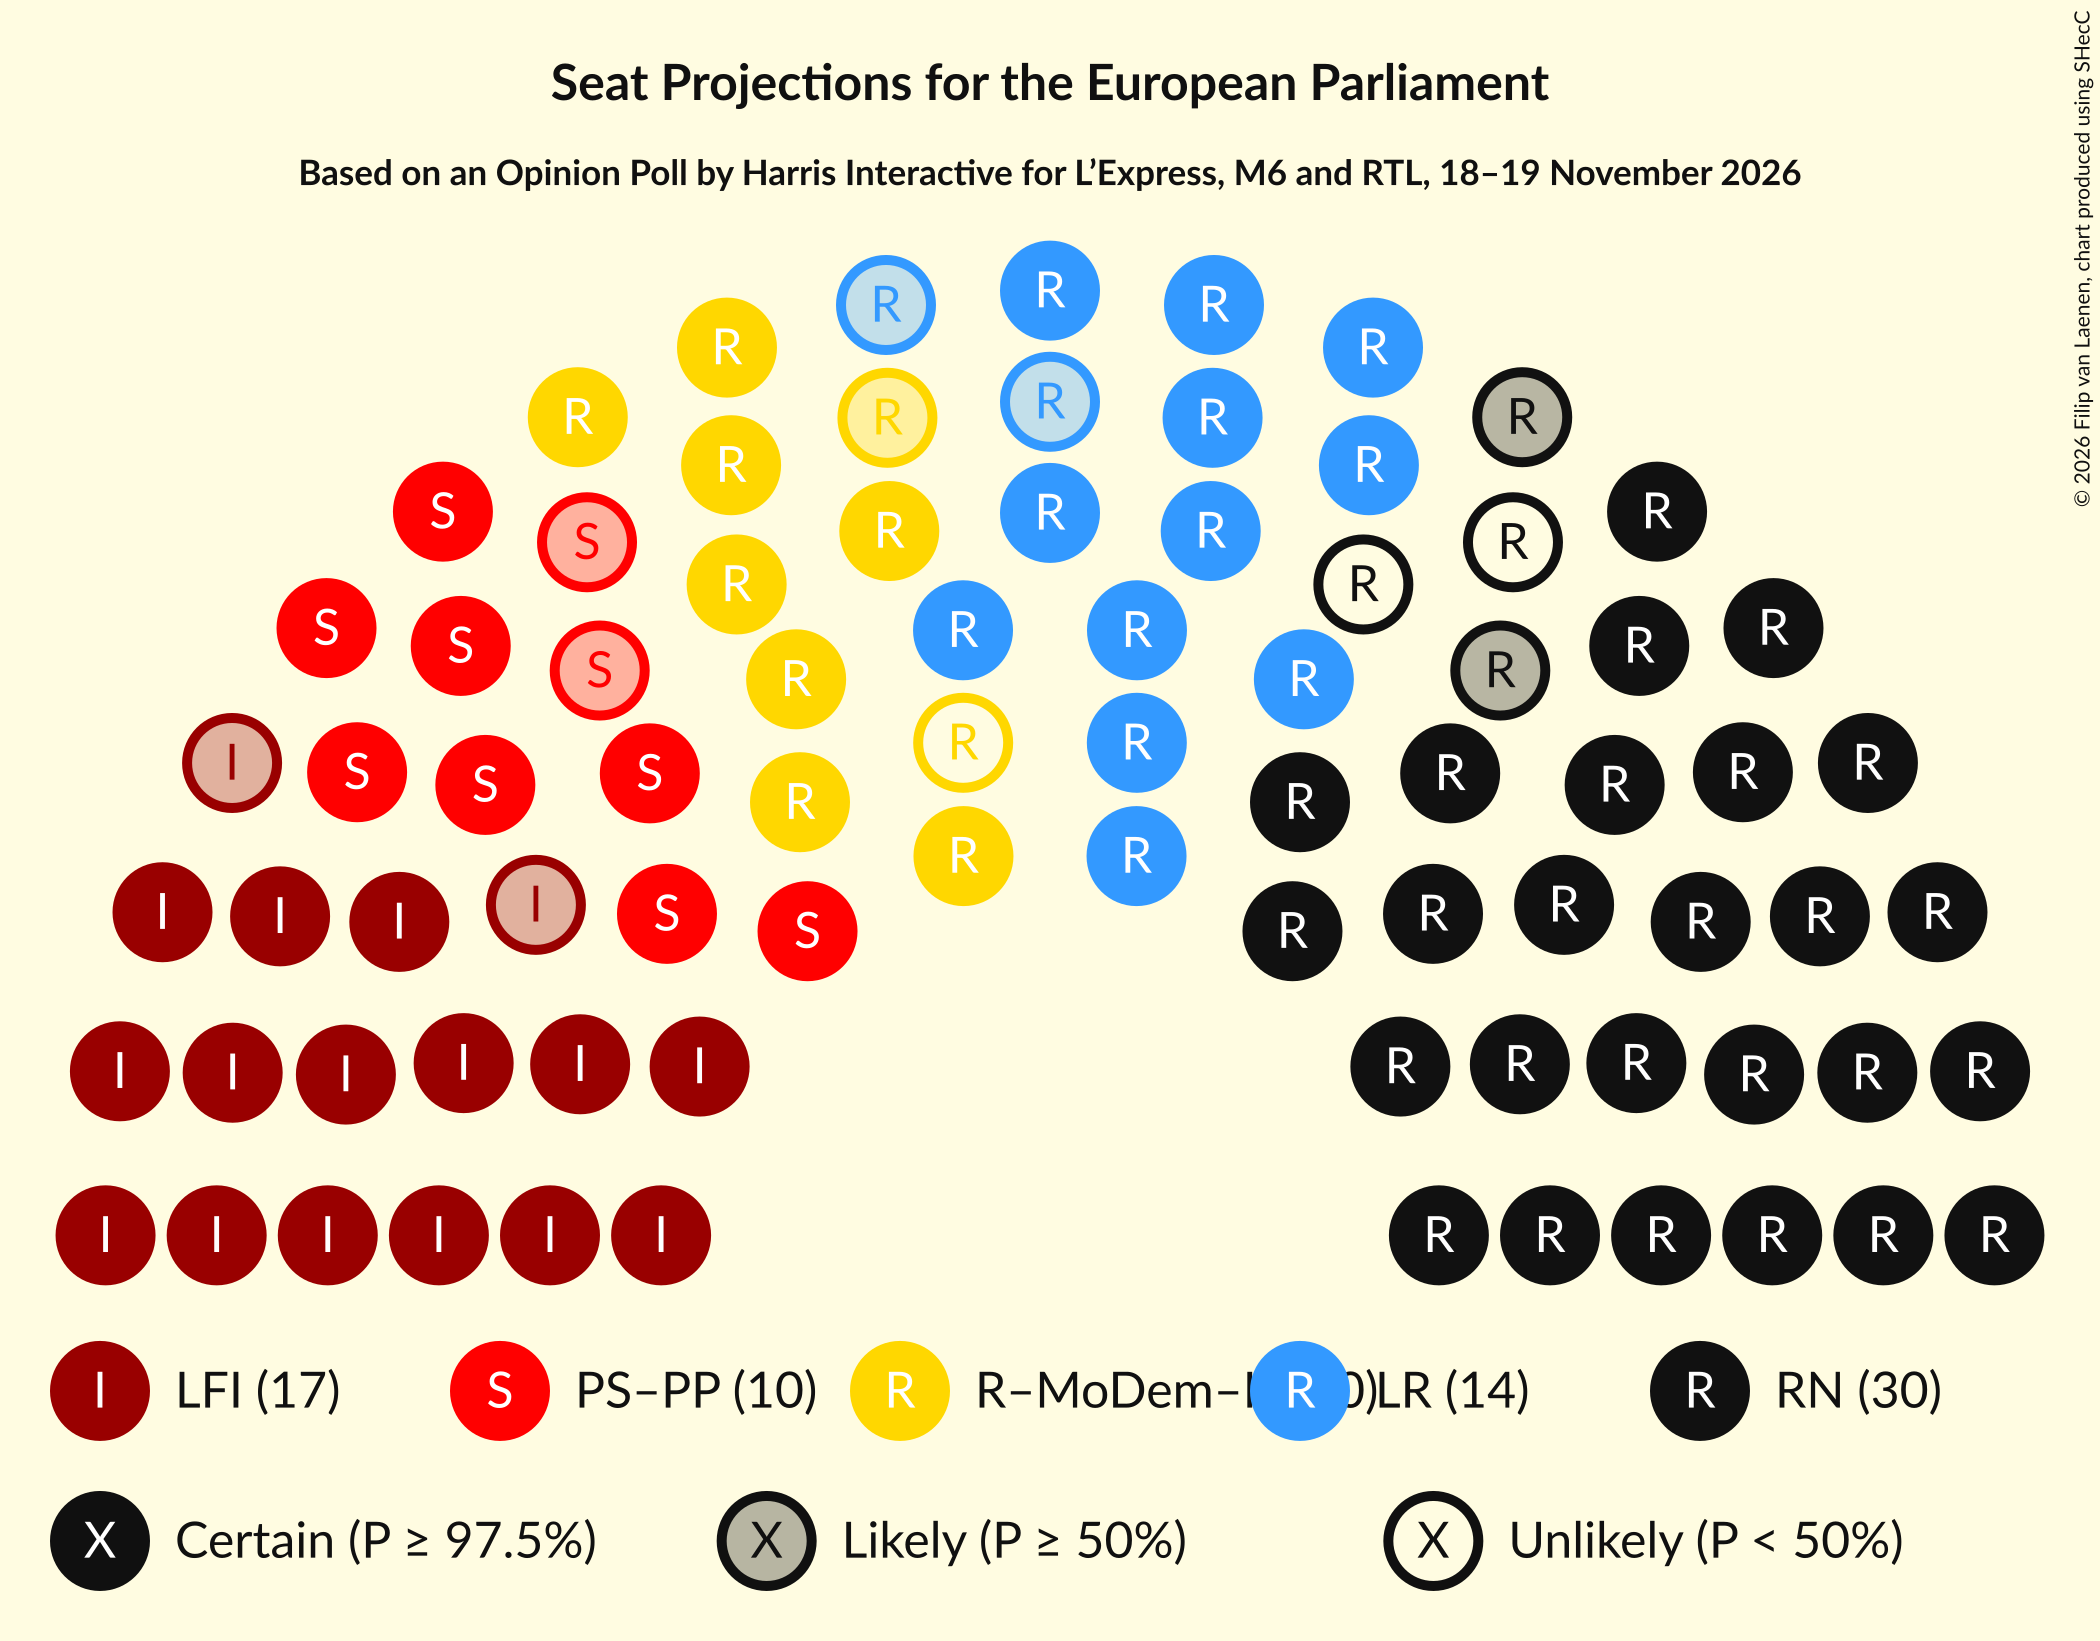 Seat Projections for the European Parliament
Based on an Opinion Poll by Harris Interactive for L’Express, M6 and RTL, 18–19 November 2026
© 2026 Filip van Laenen, chart produced using SHecC
R R R
R R
R R R R R
R R
S S R R R R R
R R
S S R R R R
S R R R
I S S S R R R R R R
R R
R R
I I I I S S R R R R R R
I I I I I I R R R R R R
I I I I I I R R R R R R
I LFI (17) S PS–PP (10) R R–MoDem– R LR (14) R RN (30)
X Certain (P ≥ 97.5%) X Likely (P ≥ 50%) X Unlikely (P < 50%)